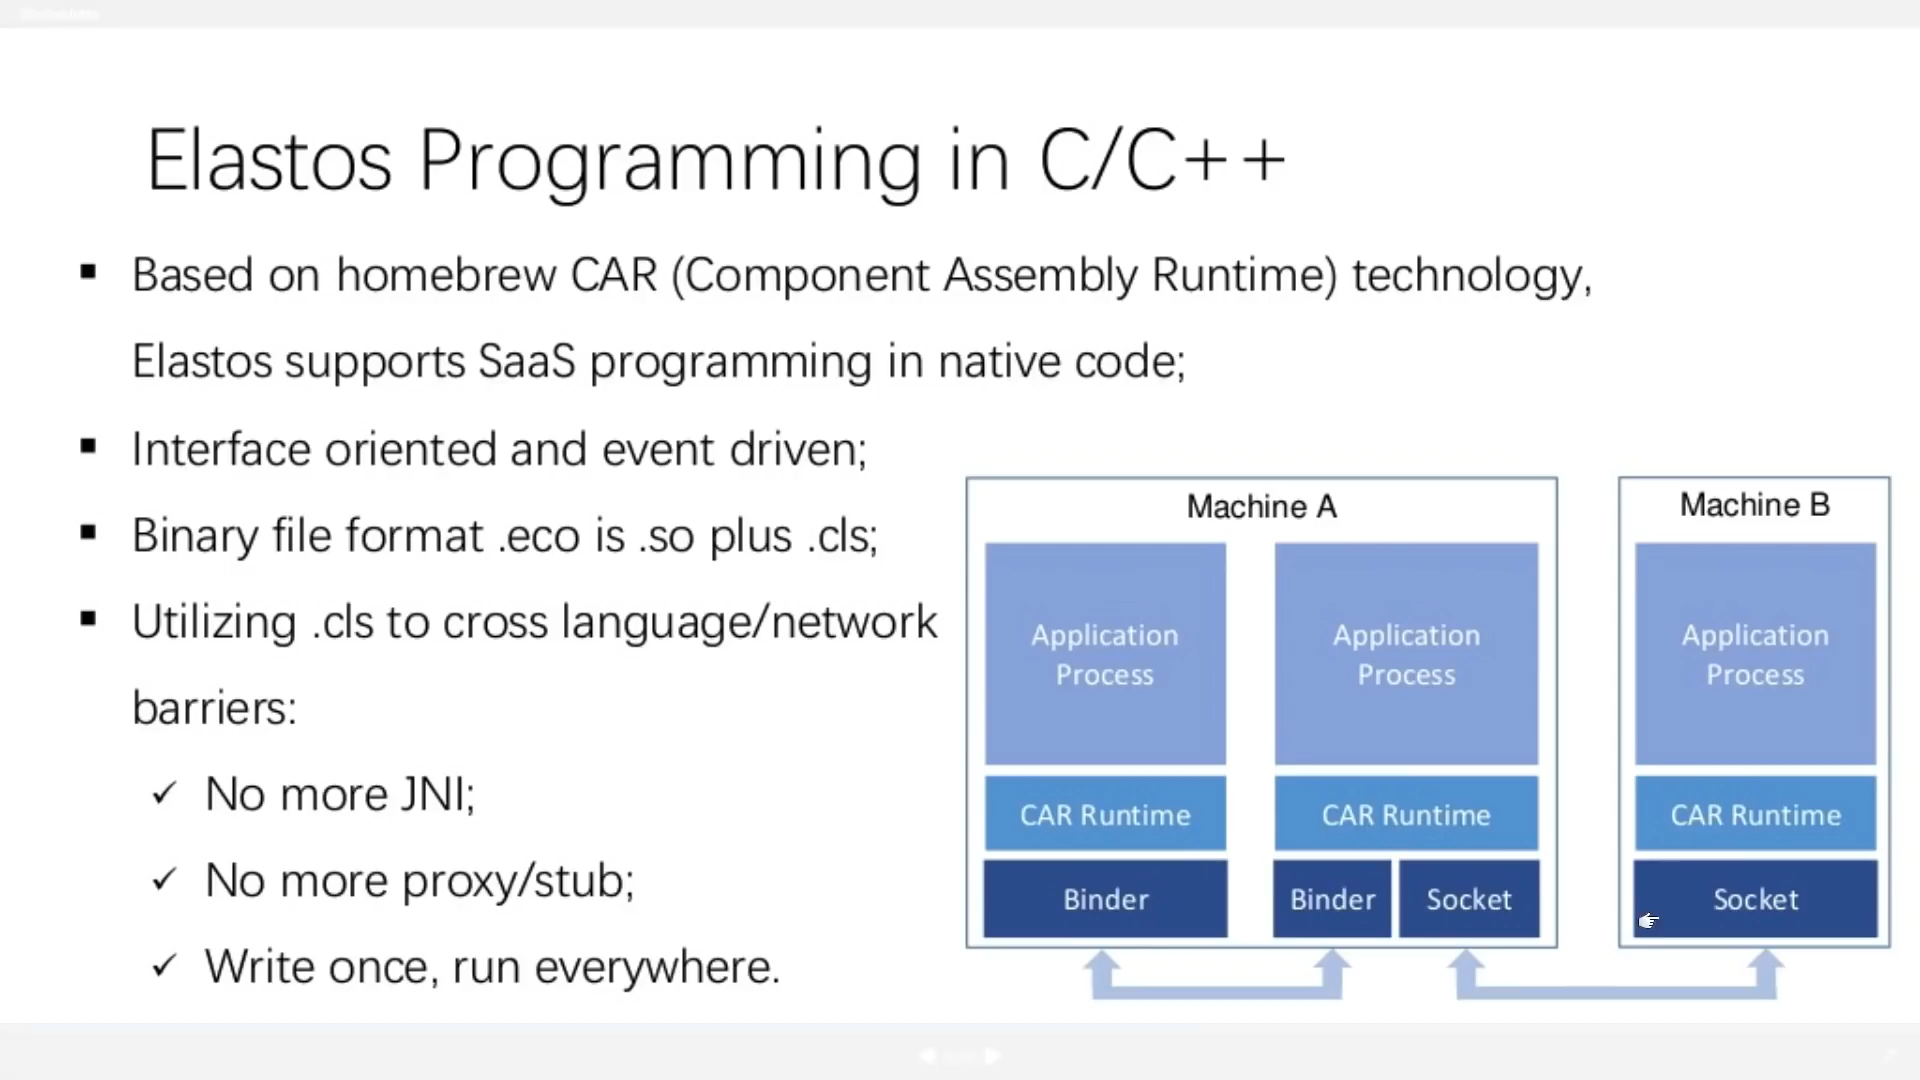 Elastos Programming in C/C++
Based on homebrew CAR (Component Assembly Runtime) technology,
Elastos supports SaaS programming in native code;
Interface oriented and event driven;
Binary file format .eco is .so plus .cls;
Utilizing .cls to cross language/network
barriers:
✓ No more JNI;
✓ No more proxy/stub;
✓ Write once, run everywhere.
Machine A
Application
Process
CAR Runtime
Binder
Application
Process
CAR Runtime
Binder
Socket
Machine B
Application
Process
CAR Runtime
Socket